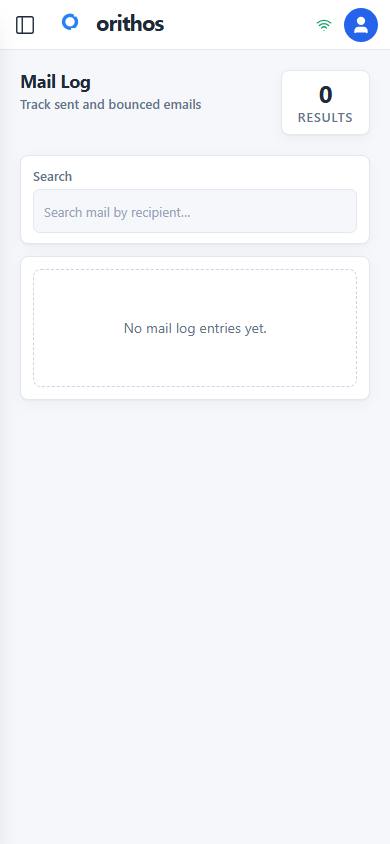 orithos
Mail Log
Track sent and bounced emails
0
RESULTS
Search
Search mail by recipient...
No mail log entries yet.